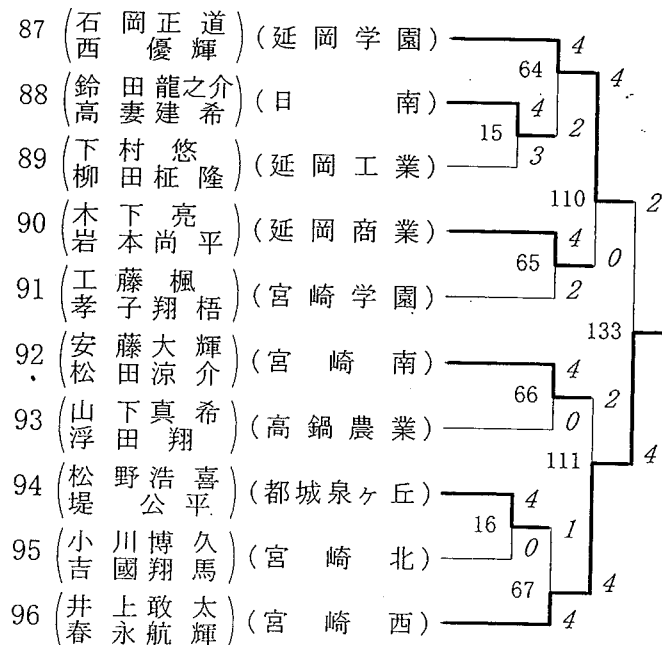 87 (石岡正道 西優輝) (延岡学園)
4
64
4
88 (鈴田龍之介 高妻建希) (日南)
4
15
2
3
89 (下村悠 柳田柾隆) (延岡工業)
110
2
90 (木下亮 岩本尚平) (延岡商業)
4
65
0
2
91 (工藤楓 孝子翔梧) (宮崎学園)
133
92 (安藤大輝 松田涼介) (宮崎南)
4
66
2
0
93 (山下真希 浮田翔) (高鍋農業)
111
4
94 (松野浩喜 堤公平) (都城泉ヶ丘)
4
16
1
0
95 (小川博久 吉國翔馬) (宮崎北)
67
4
4
96 (井上敢太 春永航輝) (宮崎西)